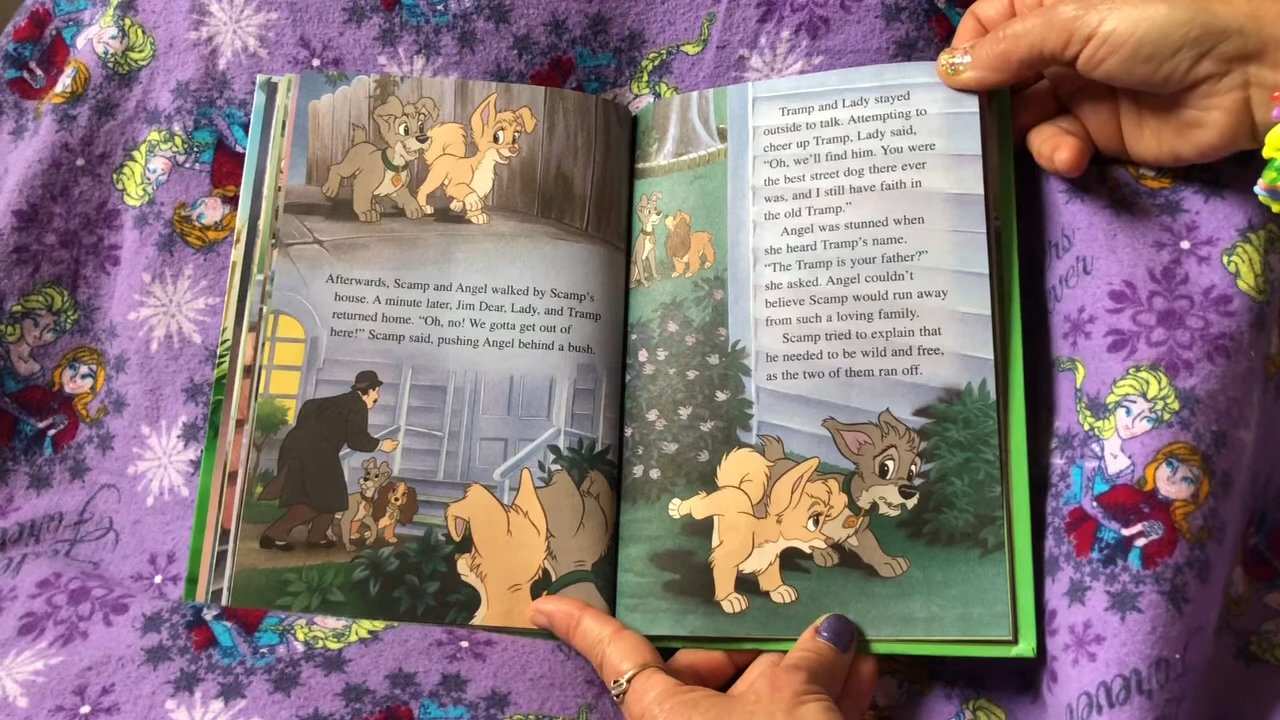 Afterwards, Scamp and Angel walked by Scamp's
house. A minute later, Jim Dear, Lady, and Tramp
returned home. “Oh, no! We gotta get out of
here!” Scamp said, pushing Angel behind a bush.
Tramp and Lady stayed
outside to talk. Attempting to
cheer up Tramp, Lady said,
“Oh, we'll find him. You were
the best street dog there ever
was, and I still have faith in
the old Tramp.”
Angel was stunned when
she heard Tramp's name.
“The Tramp is your father?”
she asked. Angel couldn't
believe Scamp would run away
from such a loving family.
Scamp tried to explain that
he needed to be wild and free,
as the two of them ran off.
Forever